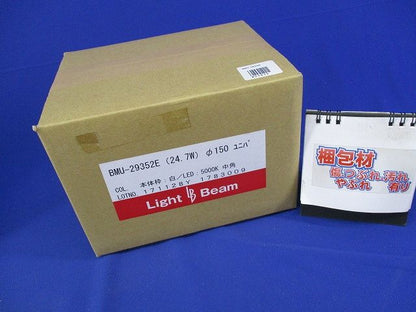 BMU-29352E (24.7W) φ150 ユニバ
COL. 本体枠:白/LED:5000K 中角
LOTNO. 171128Y-1783009
Light LB Beam
梱包材
傷つぶれ汚れ
やぶれ 有り